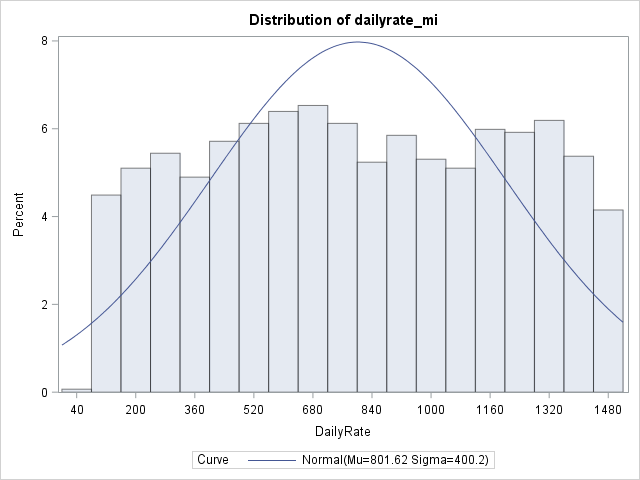 Distribution of dailyrate_mi
8
6
4
2
0
Percent
40 200 360 520 680 840 1000 1160 1320 1480
DailyRate
Curve Normal(Mu=801.62 Sigma=400.2)